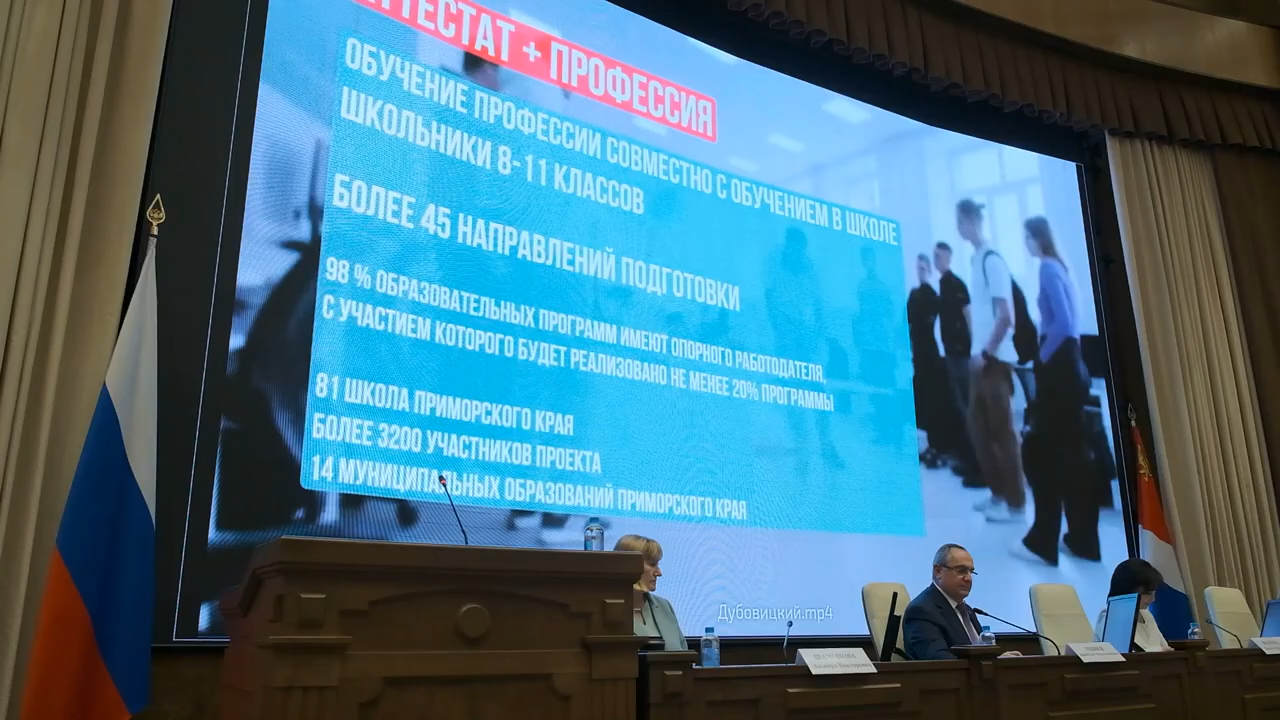 АТТЕСТАТ + ПРОФЕССИЯ
ОБУЧЕНИЕ ПРОФЕССИИ СОВМЕСТНО С ОБУЧЕНИЕМ В ШКОЛЕ
ШКОЛЬНИКИ 8-11 КЛАССОВ
БОЛЕЕ 45 НАПРАВЛЕНИЙ ПОДГОТОВКИ
98 % ОБРАЗОВАТЕЛЬНЫХ ПРОГРАММ ИМЕЮТ ОПОРНОГО РАБОТОДАТЕЛЯ,
С УЧАСТИЕМ КОТОРОГО БУДЕТ РЕАЛИЗОВАНО НЕ МЕНЕЕ 20% ПРОГРАММЫ
81 ШКОЛА ПРИМОРСКОГО КРАЯ
БОЛЕЕ 3200 УЧАСТНИКОВ ПРОЕКТА
14 МУНИЦИПАЛЬНЫХ ОБРАЗОВАНИЙ ПРИМОРСКОГО КРАЯ
Дубовицкий.mp4